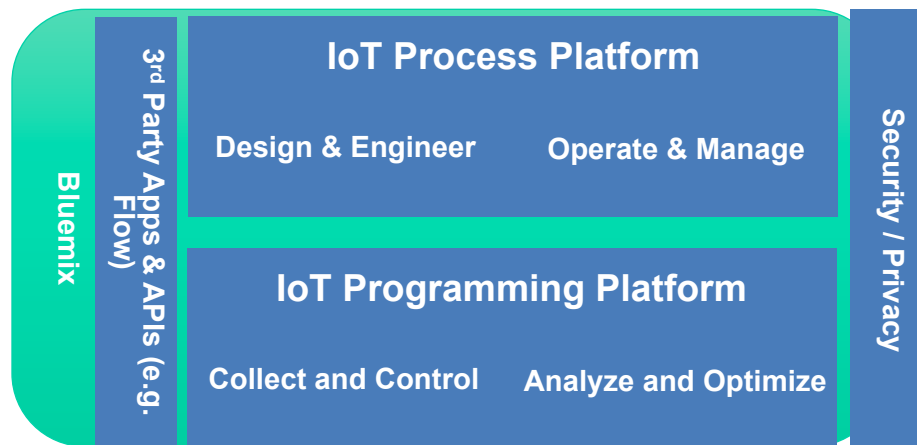 Bluemix
3rd Party Apps & APIs (e.g.
Flow)
IoT Process Platform
Design & Engineer
Operate & Manage
IoT Programming Platform
Collect and Control
Analyze and Optimize
Security / Privacy